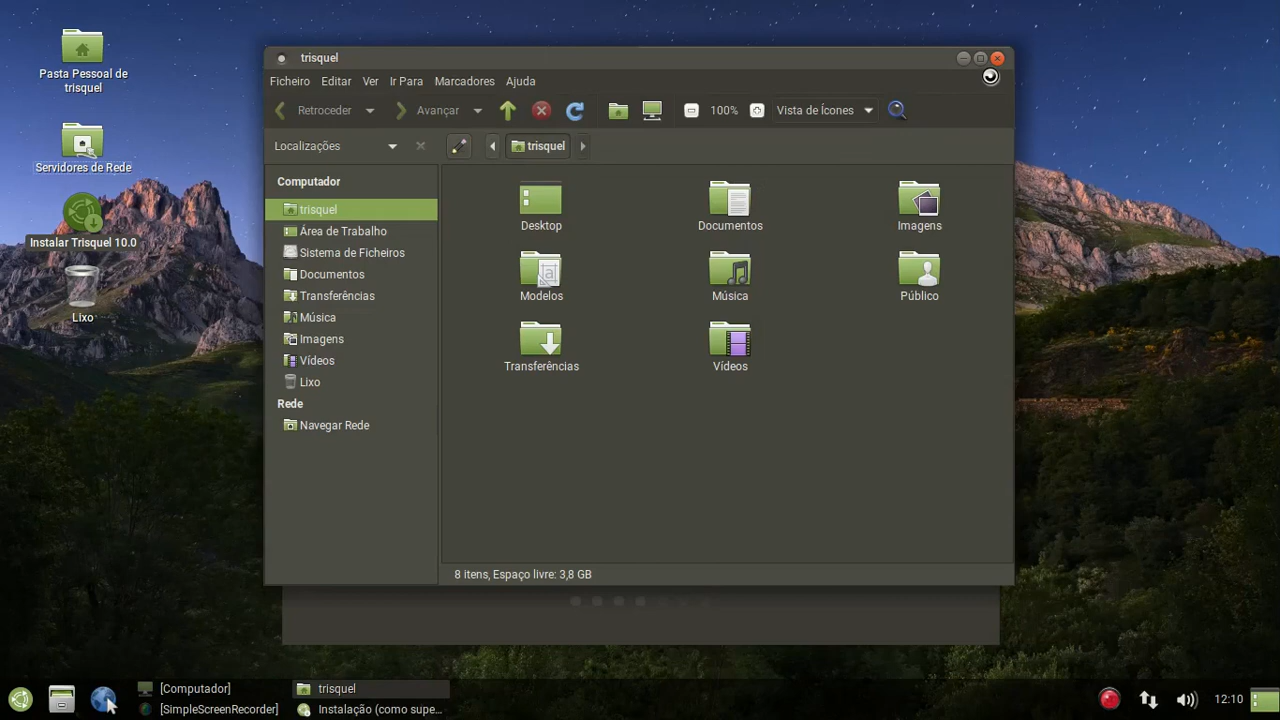 Pasta Pessoal de
trisquel
Servidores de Rede
Instalar Trisquel 10.0
Lixo
trisquel
Ficheiro Editar Ver Ir Para Marcadores Ajuda
Retroceder Avançar 100% Vista de Ícones
Localizações trisquel
Computador
trisquel
Área de Trabalho
Sistema de Ficheiros
Documentos
Transferências
Música
Imagens
Vídeos
Lixo
Rede
Navegar Rede
Desktop Documentos Imagens
Modelos Música Público
Transferências Vídeos
8 itens, Espaço livre: 3,8 GB
[Computador] trisquel
[SimpleScreenRecorder] Instalação (como supe...
12:10